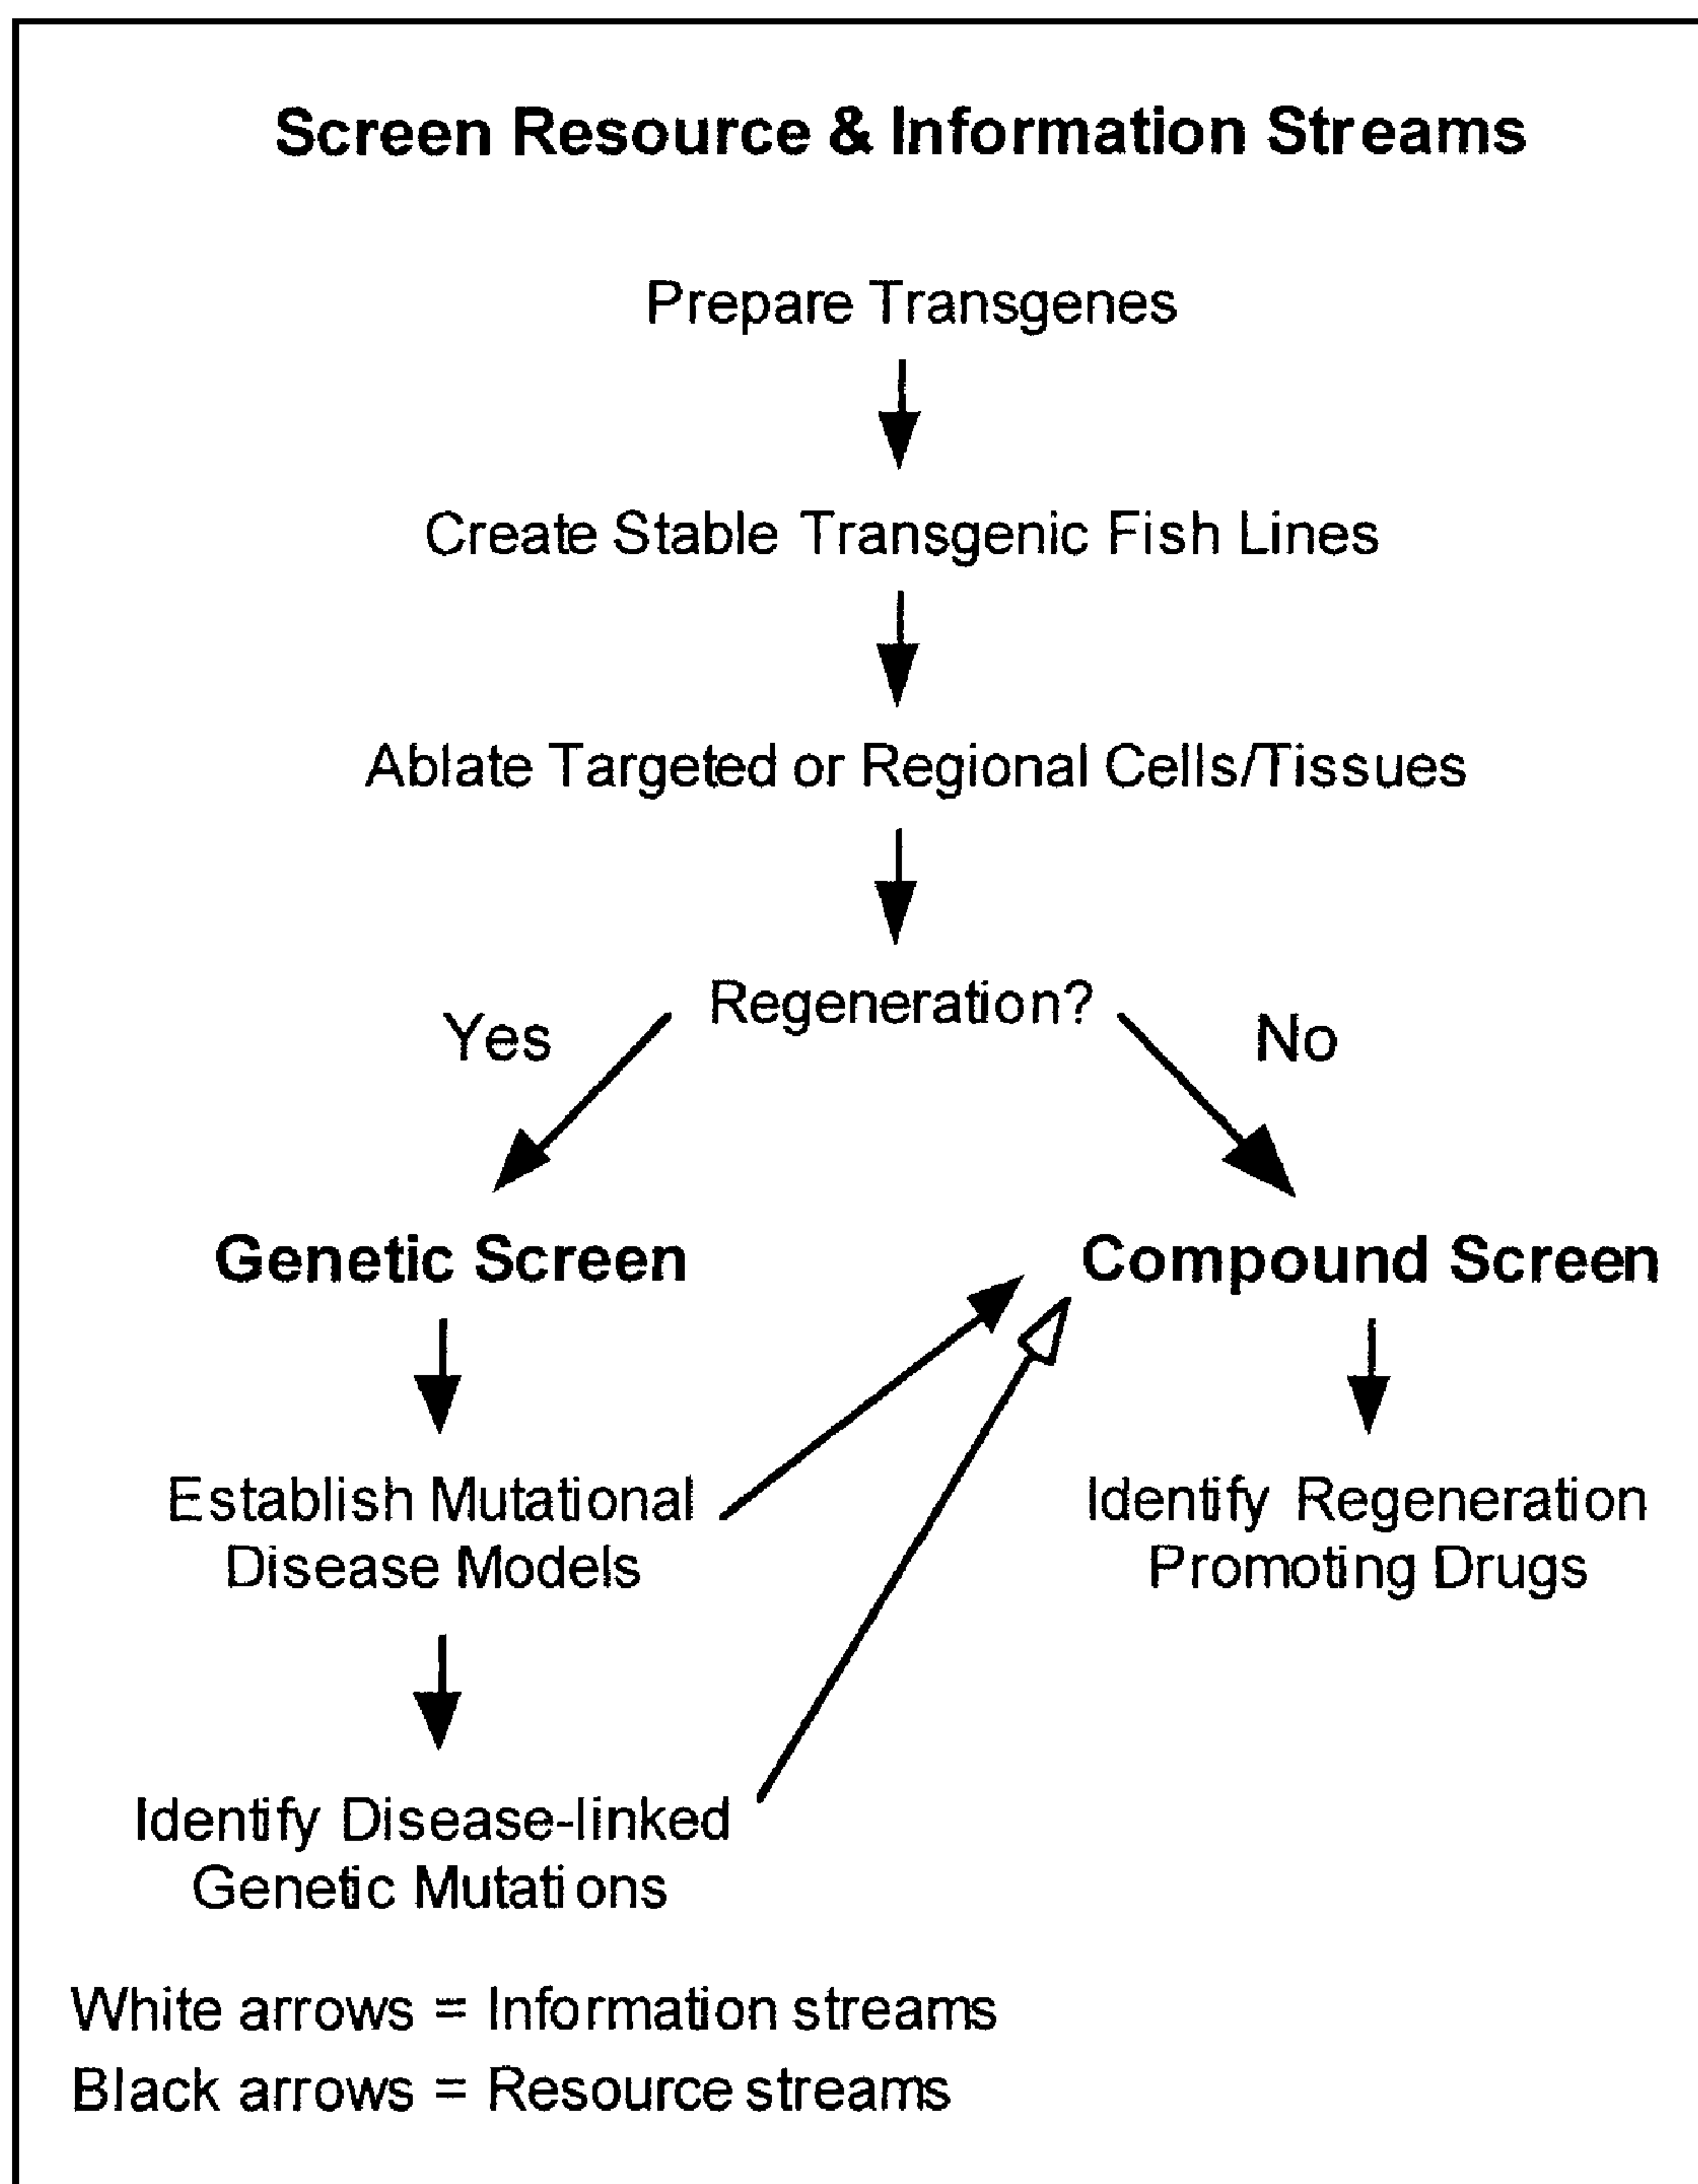 Screen Resource & Information Streams
Prepare Transgenes
Create Stable Transgenic Fish Lines
Ablate Targeted or Regional Cells/Tissues
Regeneration?
Yes
No
Genetic Screen
Compound Screen
Establish Mutational
Disease Models
Identify Regeneration
Promoting Drugs
Identify Disease-linked
Genetic Mutations
White arrows = Information streams
Black arrows = Resource streams